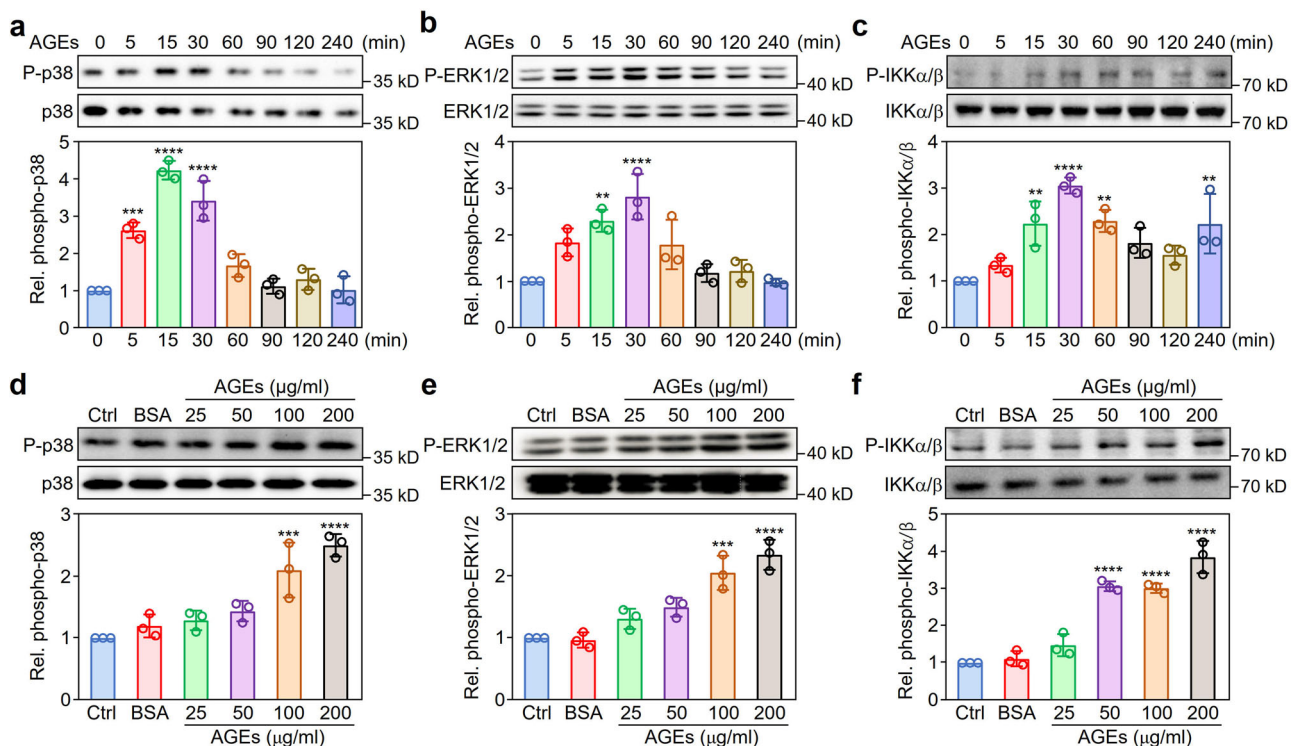 a
AGEs 0 5 15 30 60 90 120 240 (min)
P-p38
35 kD
p38
35 kD
Rel. phospho-p38
5
4
3
2
1
0
***
****
****
0 5 15 30 60 90 120 240 (min)
b
AGEs 0 5 15 30 60 90 120 240 (min)
P-ERK1/2
40 kD
ERK1/2
40 kD
Rel. phospho-ERK1/2
4
3
2
1
0
**
****
0 5 15 30 60 90 120 240 (min)
c
AGEs 0 5 15 30 60 90 120 240 (min)
P-IKKα/β
70 kD
IKKα/β
70 kD
Rel. phospho-IKKα/β
4
3
2
1
0
**
****
**
**
0 5 15 30 60 90 120 240 (min)
d
AGEs (μg/ml)
Ctrl BSA 25 50 100 200
P-p38
35 kD
p38
35 kD
Rel. phospho-p38
3
2
1
0
***
****
Ctrl BSA 25 50 100 200
AGEs (μg/ml)
e
AGEs (μg/ml)
Ctrl BSA 25 50 100 200
P-ERK1/2
40 kD
ERK1/2
40 kD
Rel. phospho-ERK1/2
3
2
1
0
***
****
Ctrl BSA 25 50 100 200
AGEs (μg/ml)
f
AGEs (μg/ml)
Ctrl BSA 25 50 100 200
P-IKKα/β
70 kD
IKKα/β
70 kD
Rel. phospho-IKKα/β
5
4
3
2
1
0
****
****
****
Ctrl BSA 25 50 100 200
AGEs (μg/ml)